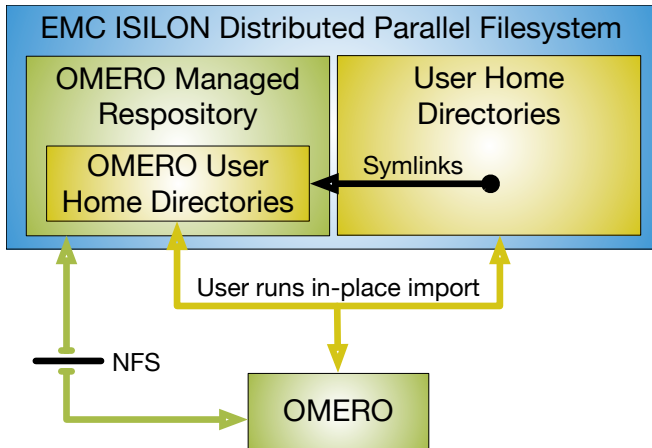 EMC ISILON Distributed Parallel Filesystem
OMERO Managed
Respository
OMERO User
Home Directories
User Home
Directories
Symlinks
User runs in-place import
NFS
OMERO